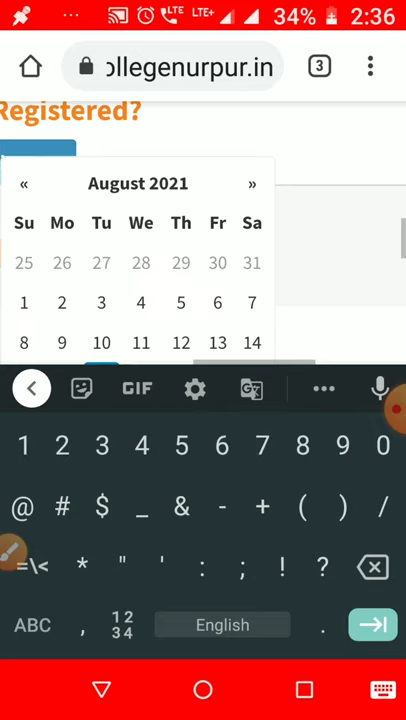 ... LTE LTE+ 34% 2:36
ollegenurpur.in 3
Registered?
« August 2021 »
Su Mo Tu We Th Fr Sa
25 26 27 28 29 30 31
1 2 3 4 5 6 7
8 9 10 11 12 13 14
GIF ...
1 2 3 4 5 6 7 8 9 0
@ # $ _ & - + ( ) /
=\< * " ' : ; ! ?
ABC , 12 English .
34